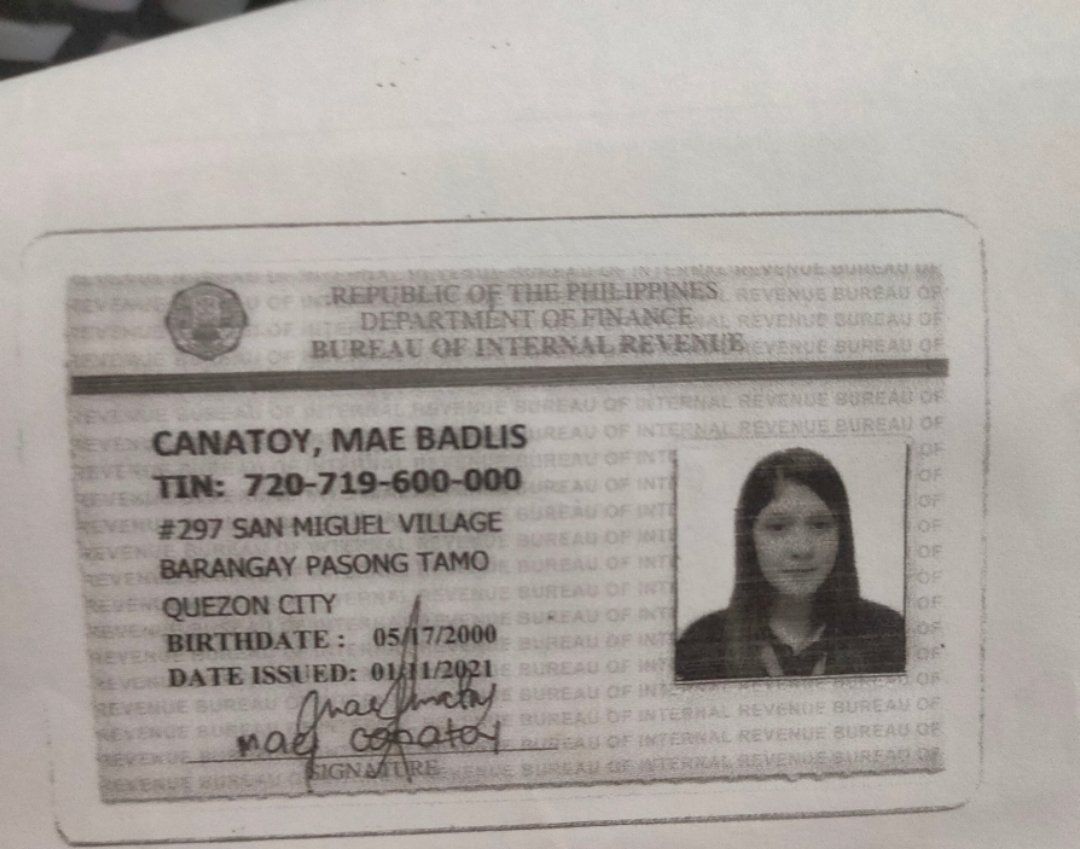 REPUBLIC OF THE PHILIPPINES
DEPARTMENT OF FINANCE
BUREAU OF INTERNAL REVENUE
CANATOY, MAE BADLIS
TIN: 720-719-600-000
#297 SAN MIGUEL VILLAGE
BARANGAY PASONG TAMO
QUEZON CITY
BIRTHDATE : 05/17/2000
DATE ISSUED: 01/11/2021
mae canatoy
SIGNATURE